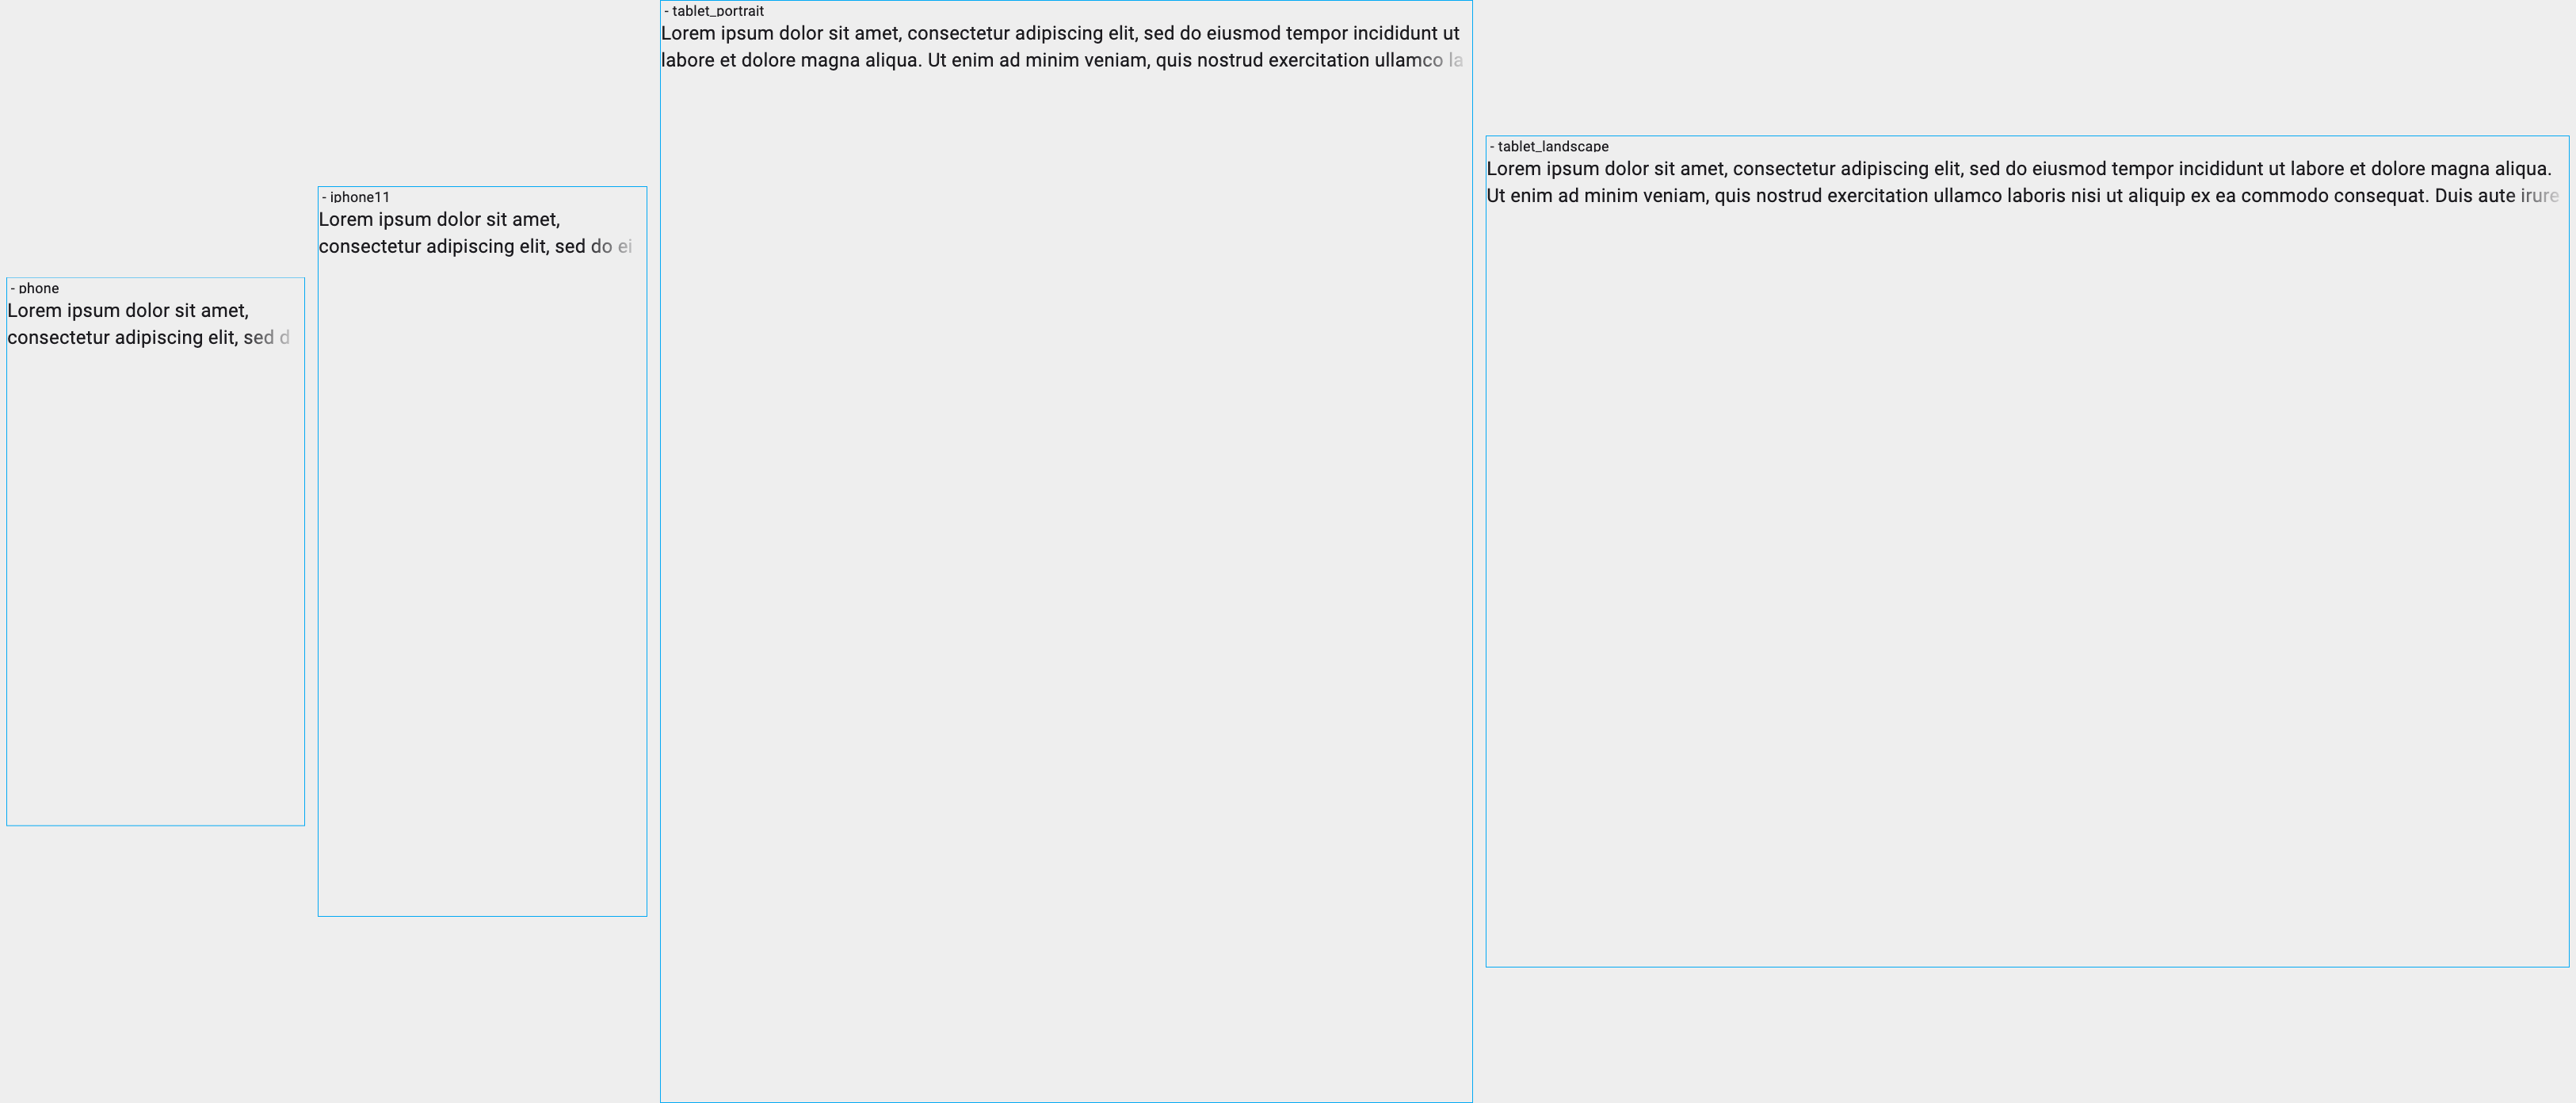 - phone
Lorem ipsum dolor sit amet,
consectetur adipiscing elit, sed d
- iphone11
Lorem ipsum dolor sit amet,
consectetur adipiscing elit, sed do ei
- tablet_portrait
Lorem ipsum dolor sit amet, consectetur adipiscing elit, sed do eiusmod tempor incididunt ut
labore et dolore magna aliqua. Ut enim ad minim veniam, quis nostrud exercitation ullamco la
- tablet_landscape
Lorem ipsum dolor sit amet, consectetur adipiscing elit, sed do eiusmod tempor incididunt ut labore et dolore magna aliqua.
Ut enim ad minim veniam, quis nostrud exercitation ullamco laboris nisi ut aliquip ex ea commodo consequat. Duis aute irure